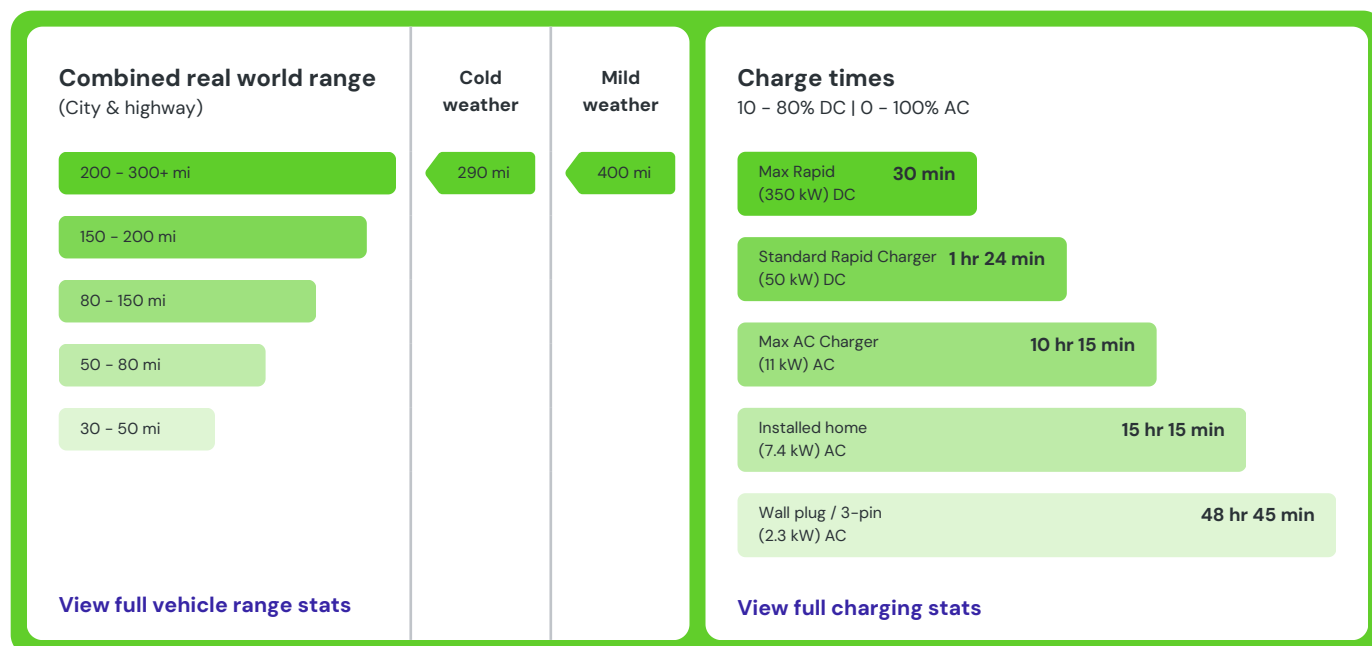 Combined real world range
(City & highway)
Cold
weather
Mild
weather
200 - 300+ mi
290 mi
400 mi
150 - 200 mi
80 - 150 mi
50 - 80 mi
30 - 50 mi
View full vehicle range stats
Charge times
10 - 80% DC | 0 - 100% AC
Max Rapid
(350 kW) DC
30 min
Standard Rapid Charger
(50 kW) DC
1 hr 24 min
Max AC Charger
(11 kW) AC
10 hr 15 min
Installed home
(7.4 kW) AC
15 hr 15 min
Wall plug / 3-pin
(2.3 kW) AC
48 hr 45 min
View full charging stats